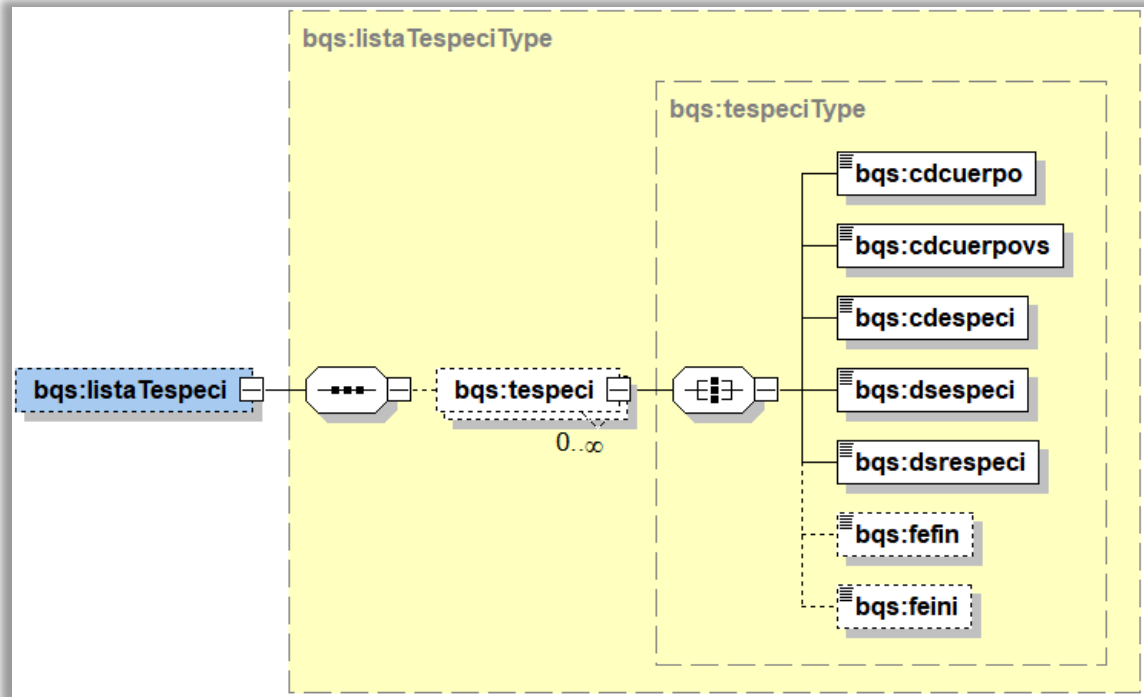 bqs:listaTespeciType
bqs:tespeciType
bqs:cdcuerpo
bqs:cdcuerpovs
bqs:cdespeci
bqs:listaTespeci
bqs:tespeci
0..∞
bqs:dsespeci
bqs:dsrespeci
bqs:fefin
bqs:feini